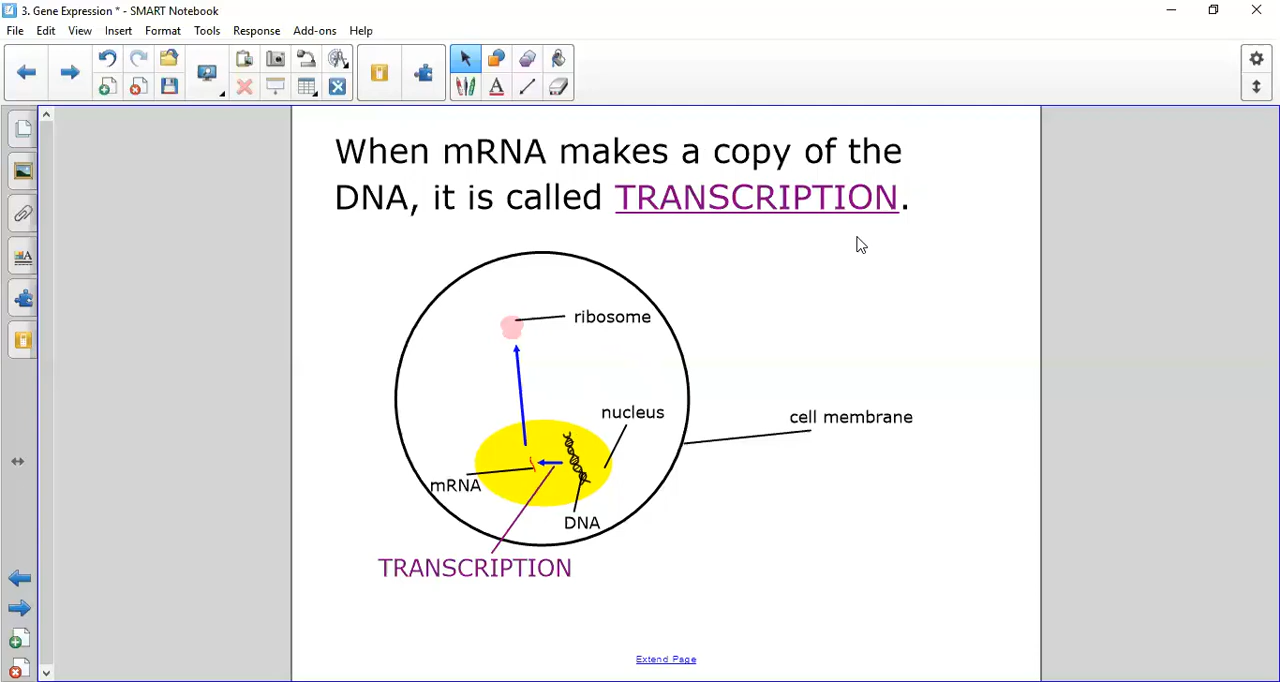 3. Gene Expression * - SMART Notebook
File Edit View Insert Format Tools Response Add-ons Help
When mRNA makes a copy of the
DNA, it is called TRANSCRIPTION.
ribosome
nucleus
cell membrane
mRNA
DNA
TRANSCRIPTION
Extend Page